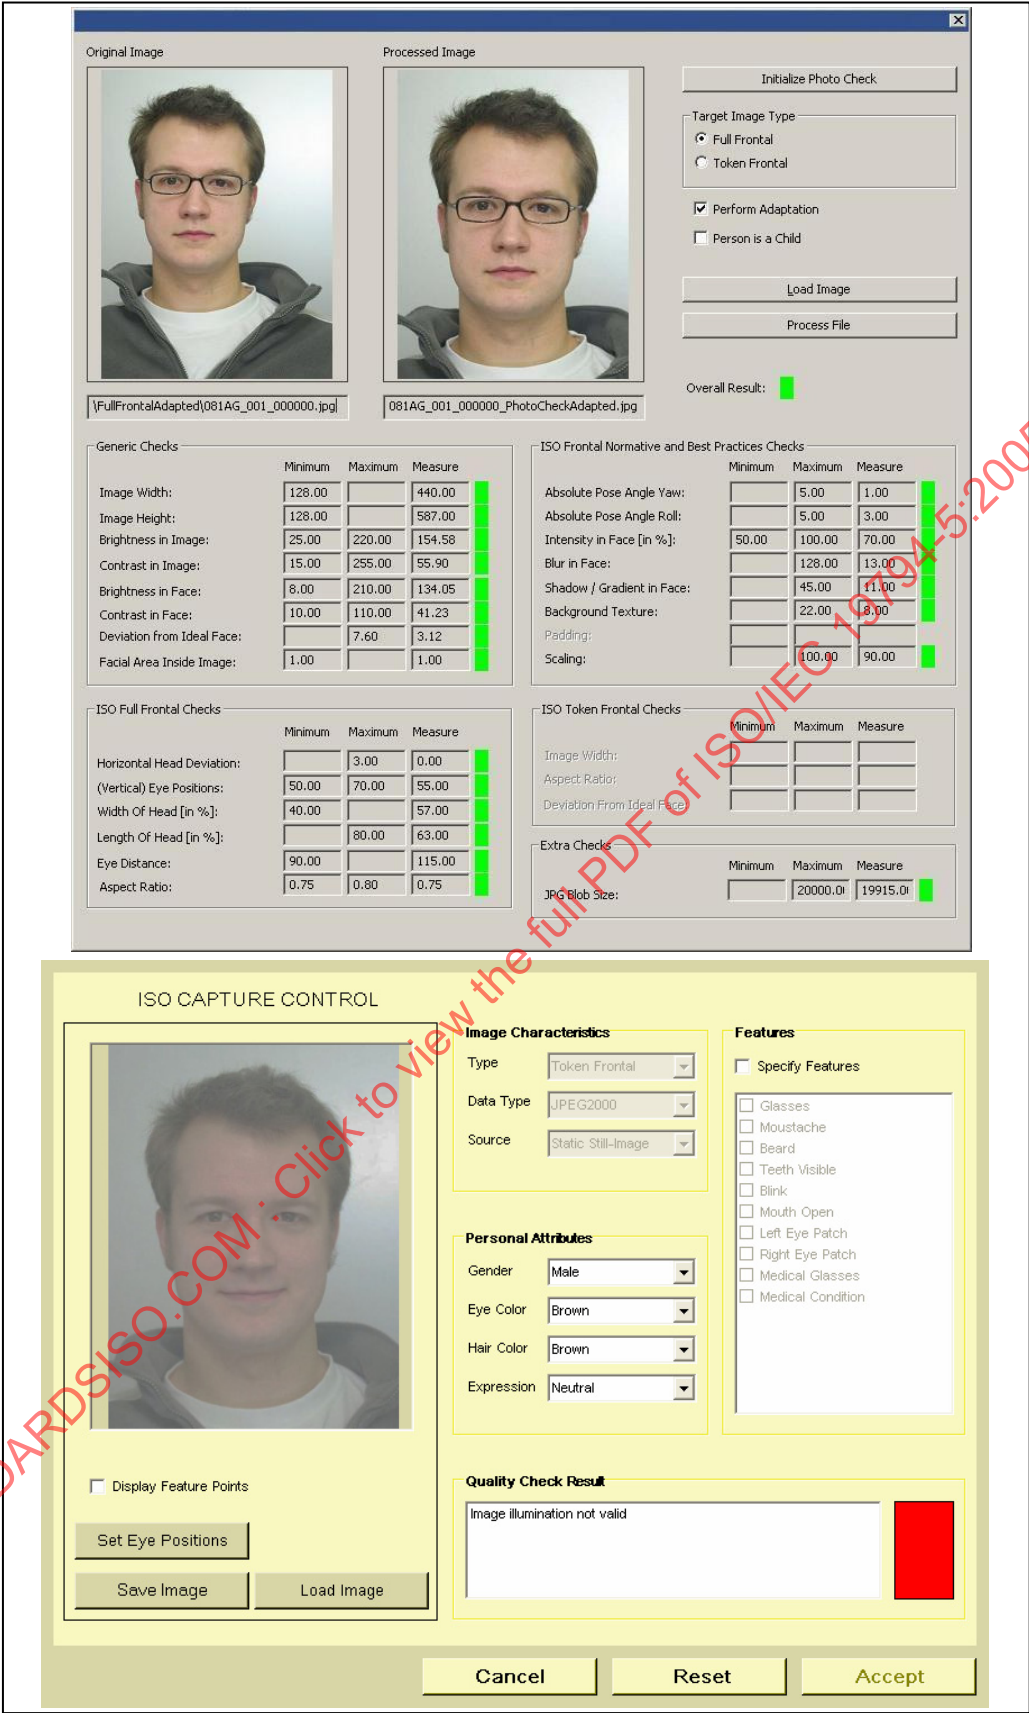 Original Image
Processed Image
Initialize Photo Check
Target Image Type
Full Frontal
Token Frontal
Perform Adaptation
Person is a Child
Load Image
Process File
Overall Result:
\FullFrontalAdapted\081AG_001_000000.jpg
081AG_001_000000_PhotoCheckAdapted.jpg
Generic Checks
Minimum Maximum Measure
Image Width: 128.00 440.00
Image Height: 128.00 587.00
Brightness in Image: 25.00 220.00 154.58
Contrast in Image: 15.00 255.00 55.90
Brightness in Face: 8.00 210.00 134.05
Contrast in Face: 10.00 110.00 41.23
Deviation from Ideal Face: 7.60 3.12
Facial Area Inside Image: 1.00 1.00
ISO Frontal Normative and Best Practices Checks
Minimum Maximum Measure
Absolute Pose Angle Yaw: 5.00 1.00
Absolute Pose Angle Roll: 5.00 3.00
Intensity in Face [in %]: 50.00 100.00 70.00
Blur in Face: 128.00 13.00
Shadow / Gradient in Face: 45.00 11.00
Background Texture: 22.00 8.00
Padding:
Scaling: 100.00 90.00
ISO Full Frontal Checks
Minimum Maximum Measure
Horizontal Head Deviation: 3.00 0.00
(Vertical) Eye Positions: 50.00 70.00 55.00
Width Of Head [in %]: 40.00 57.00
Length Of Head [in %]: 80.00 63.00
Eye Distance: 90.00 115.00
Aspect Ratio: 0.75 0.80 0.75
ISO Token Frontal Checks
Minimum Maximum Measure
Image Width:
Aspect Ratio:
Deviation From Ideal Face:
Extra Checks
Minimum Maximum Measure
JPG Blob Size: 20000.0 19915.0
ISO CAPTURE CONTROL
Display Feature Points
Set Eye Positions
Save Image
Load Image
Image Characteristics
Type Token Frontal
Data Type JPEG2000
Source Static Still-Image
Personal Attributes
Gender Male
Eye Color Brown
Hair Color Brown
Expression Neutral
Features
Specify Features
Glasses
Moustache
Beard
Teeth Visible
Blink
Mouth Open
Left Eye Patch
Right Eye Patch
Medical Glasses
Medical Condition
Quality Check Result
Image illumination not valid
Cancel
Reset
Accept
DARDSISO.COM : Click to view the full PDF of ISO/IEC 19794-5:2005